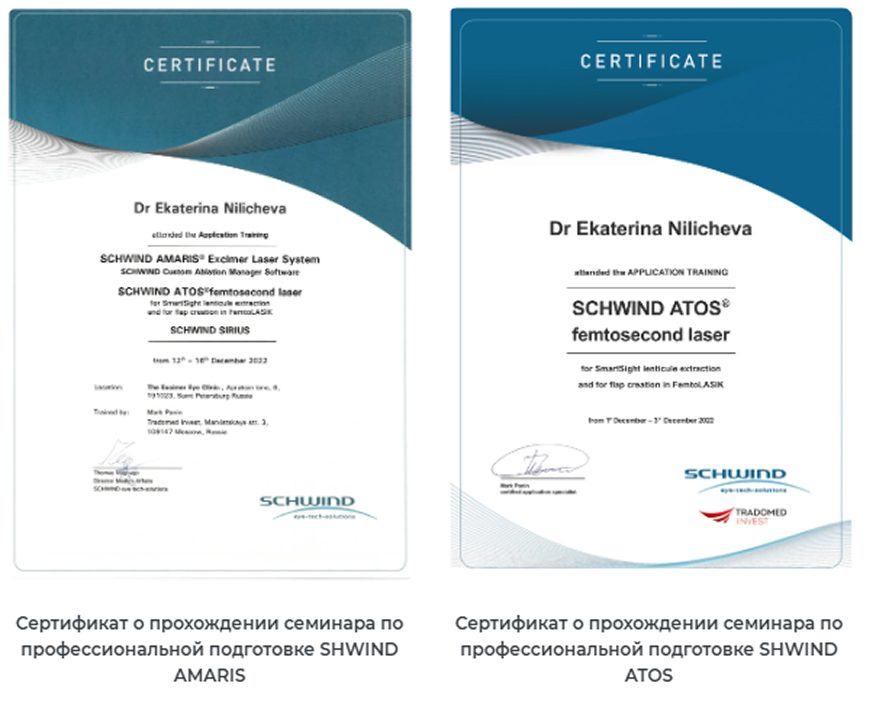 CERTIFICATE
Dr Ekaterina Nilicheva
attended the Application Training
SCHWIND AMARIS® Excimer Laser System
SCHWIND Custom Ablation Manager Software
SCHWIND ATOS®femtosecond laser
for SmartSight lenticule extraction
and for flap creation in FemtoLASIK
SCHWIND SIRIUS
from 12th – 16th December 2022
Location: The Excimer Eye Clinic, Apraksin lane, 6,
191023, Saint Petersburg Russia
Trained by: Mark Panin
Tradomed Invest, Marksistskaya str. 3,
109147 Moscow, Russia
Thomas
Director Medical Affairs
SCHWIND eye-tech-solutions
SCHWIND
eye-tech-solutions
Сертификат о прохождении семинара по
профессиональной подготовке SHWIND
AMARIS
CERTIFICATE
Dr Ekaterina Nilicheva
attended the APPLICATION TRAINING
SCHWIND ATOS®
femtosecond laser
for SmartSight lenticule extraction
and for flap creation in FemtoLASIK
from 1st December – 3rd December 2022
Mark Panin
certified application specialist
SCHWIND
eye-tech-solutions
TRADOMED
INVEST
Сертификат о прохождении семинара по
профессиональной подготовке SHWIND
ATOS